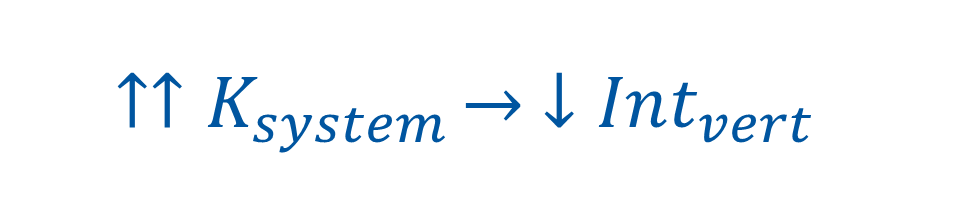 ↑↑ K_system → ↓ Int_vert